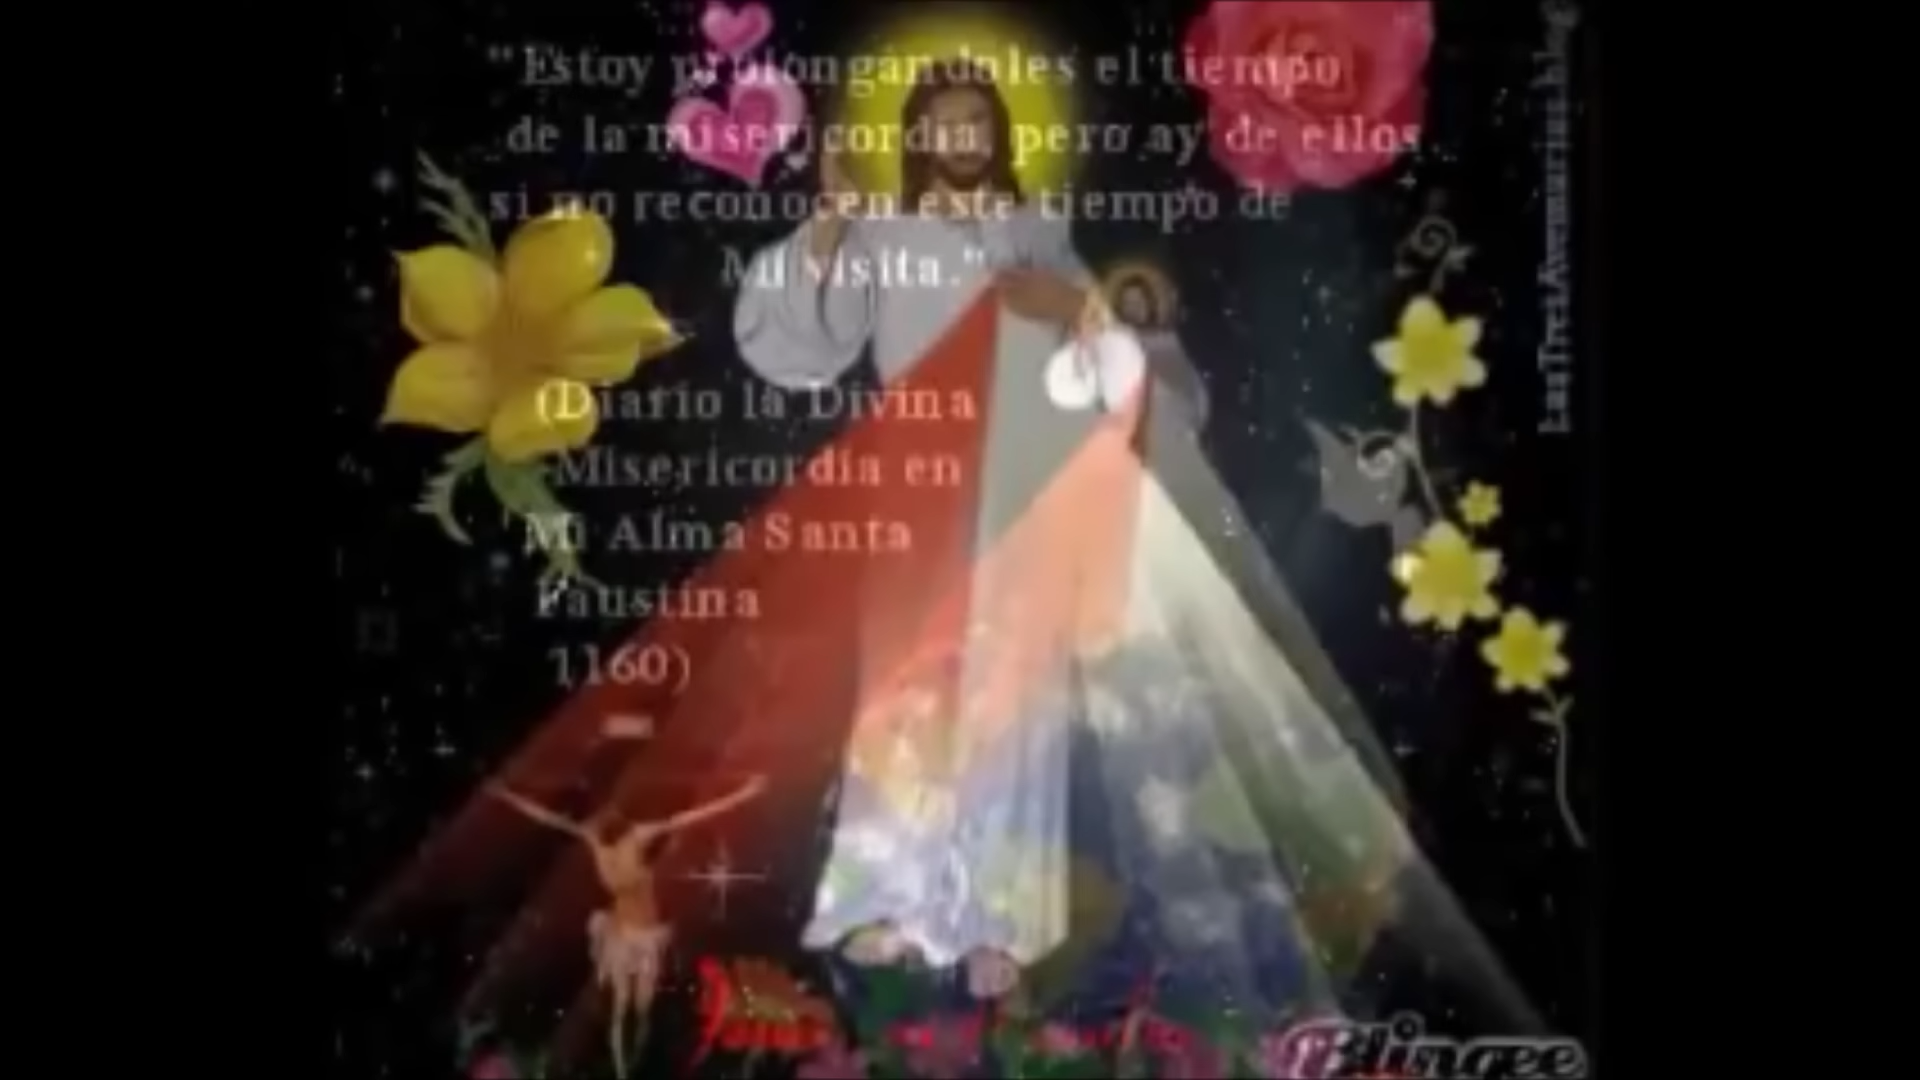 "Estoy prolongándoles el tiempo
de la misericordia, pero ay de ellos
si no reconocen este tiempo de
Mi visita."
(Diario la Divina
Misericordia en
Mi Alma Santa
Faustina
1160)
Blingee